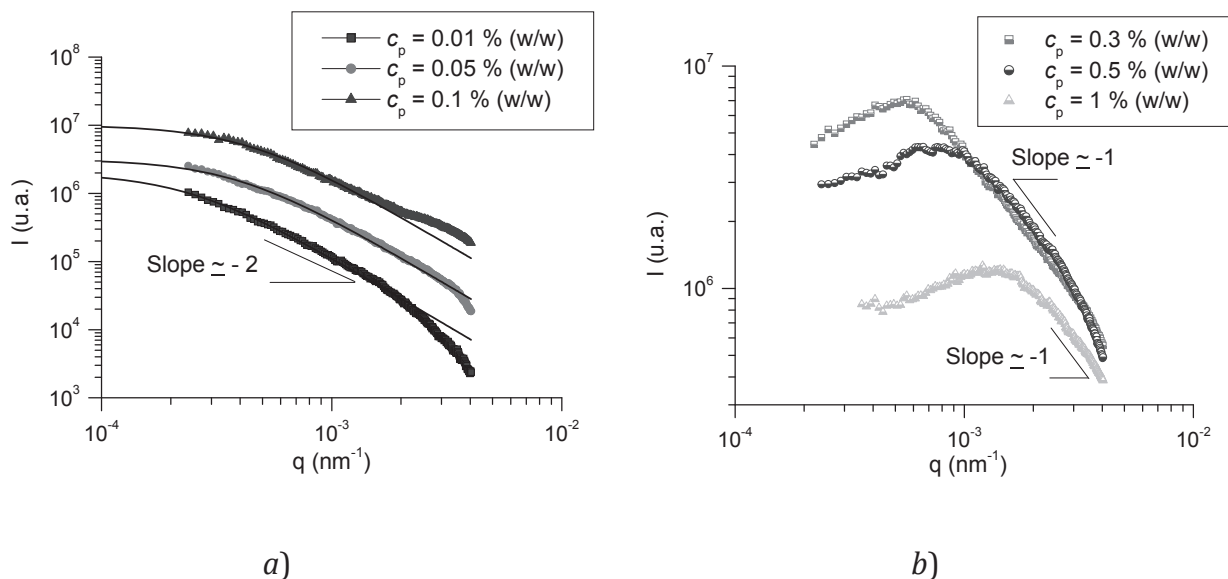 c_p = 0.01 % (w/w)
c_p = 0.05 % (w/w)
c_p = 0.1 % (w/w)
10^8
10^7
10^6
10^5
10^4
10^3
I (u.a.)
Slope ≃ - 2
10^-4
10^-3
10^-2
q (nm^-1)
a)
c_p = 0.3 % (w/w)
c_p = 0.5 % (w/w)
c_p = 1 % (w/w)
10^7
10^6
I (u.a.)
Slope ≃ -1
Slope ≃ -1
10^-4
10^-3
10^-2
q (nm^-1)
b)